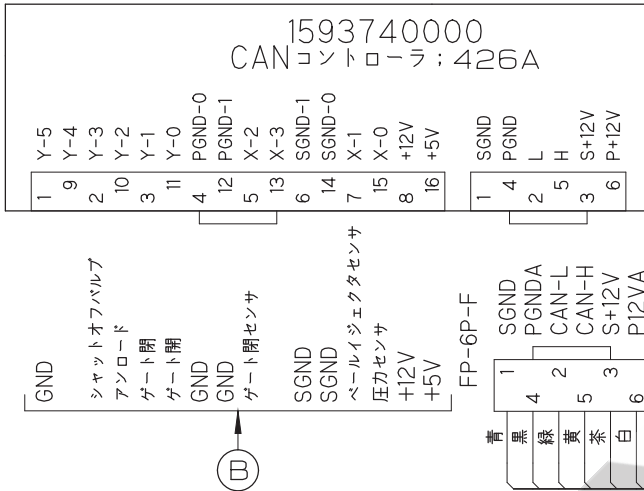 1593740000
CANコントローラ；426A
Y-5
Y-4
Y-3
Y-2
Y-1
Y-0
PGND-0
PGND-1
X-2
X-3
SGND-1
SGND-0
X-1
X-0
+12V
+5V
1
9
2
10
3
11
4
12
5
13
6
14
7
15
8
16
SGND
PGND
L
H
S+12V
P+12V
1
4
2
5
3
6
GND
シャットオフバルブ
アンロード
ゲート閉
ゲート開
GND
GND
ゲート閉センサ
SGND
SGND
ベールイジェクタセンサ
圧力センサ
+12V
+5V
B
FP-6P-F
SGND
PGNDA
CAN-L
CAN-H
S+12V
P12VA
1
4
2
5
3
6
青
黒
緑
黄
茶
白